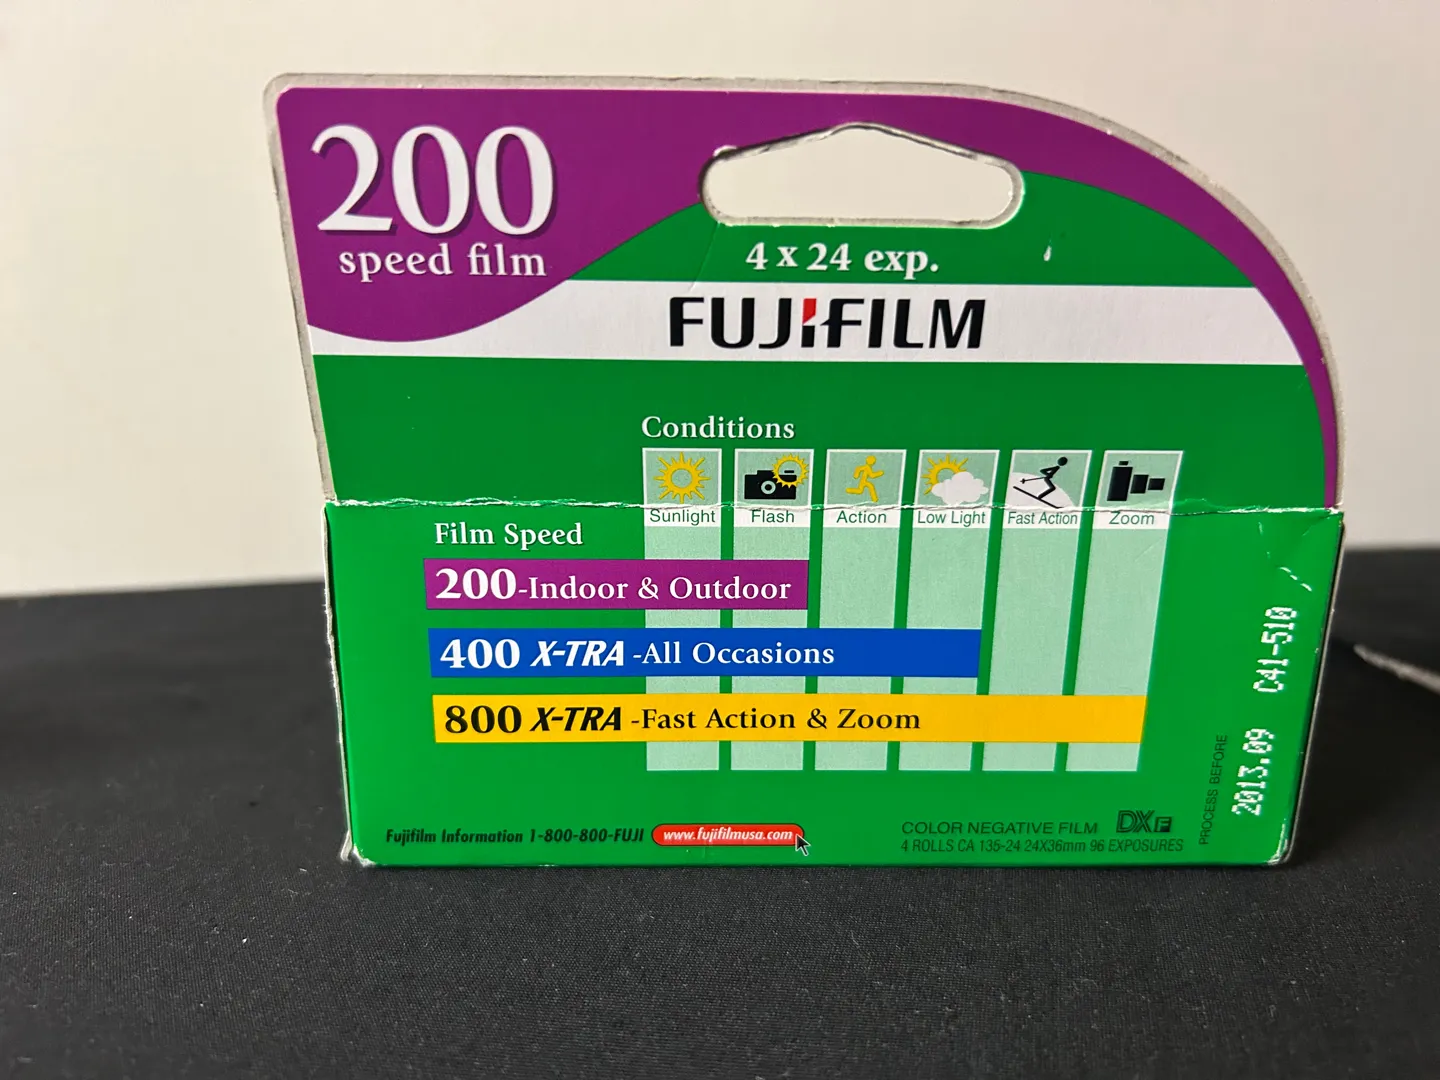 200
speed film
4 x 24 exp.
FUJIFILM
Conditions
Sunlight
Flash
Action
Low Light
Fast Action
Zoom
Film Speed
200-Indoor & Outdoor
400 X-TRA -All Occasions
800 X-TRA -Fast Action & Zoom
Fujifilm Information 1-800-800-FUJI
www.fujifilmusa.com
COLOR NEGATIVE FILM DX F
4 ROLLS CA 135-24 24X36mm 96 EXPOSURES
PROCESS BEFORE
2013.09 C41-510